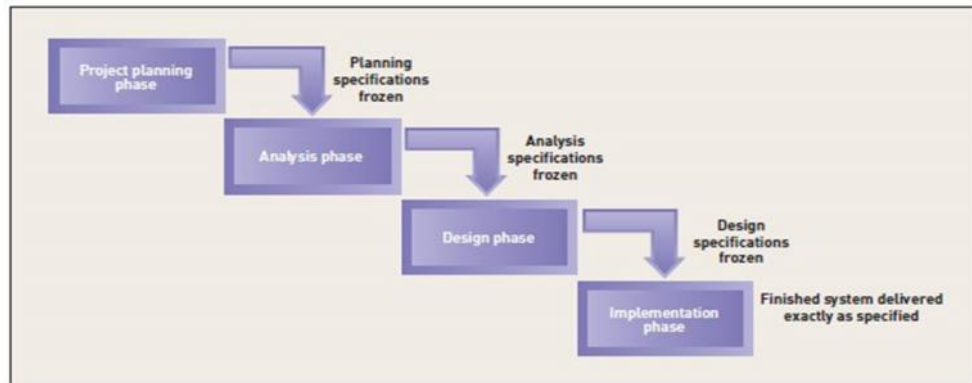 Project planning
phase
Planning
specifications
frozen
Analysis phase
Analysis
specifications
frozen
Design phase
Design
specifications
frozen
Implementation
phase
Finished system delivered
exactly as specified